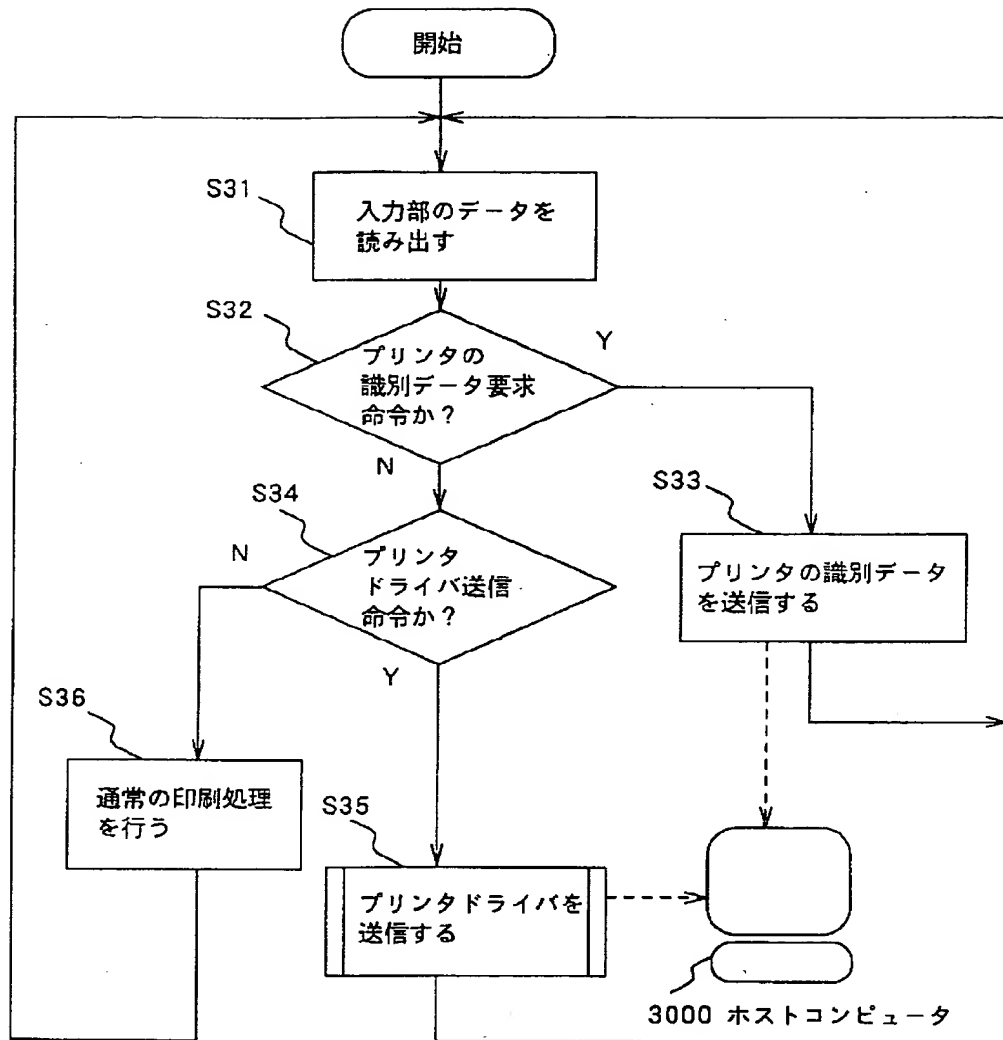 開始
S31
入力部のデータを
読み出す
S32
Y
プリンタの
識別データ要求
命令か？
N
S33
S34
N
プリンタ
ドライバ送信
命令か？
プリンタの識別データ
を送信する
Y
S36
通常の印刷処理
を行う
S35
プリンタドライバを
送信する
3000 ホストコンピュータ